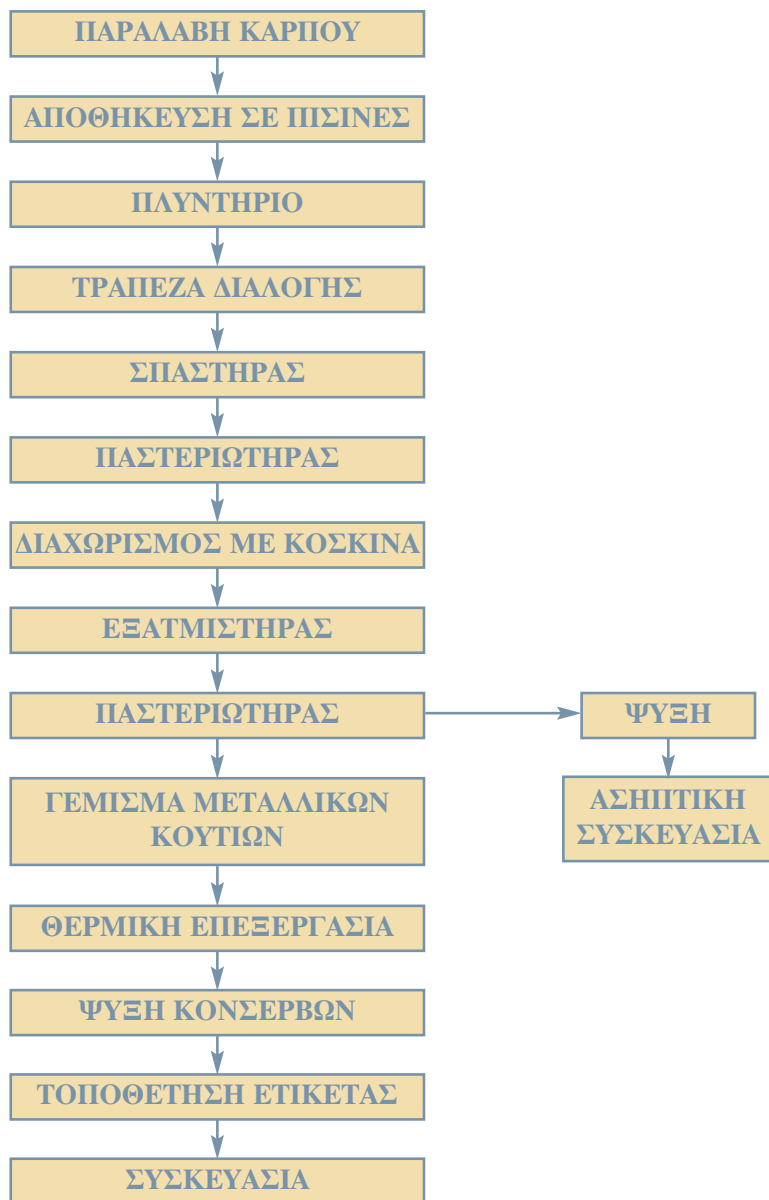 ΠΑΡΑΛΑΒΗ ΚΑΡΠΟΥ
ΑΠΟΘΗΚΕΥΣΗ ΣΕ ΠΙΣΙΝΕΣ
ΠΛΥΝΤΗΡΙΟ
ΤΡΑΠΕΖΑ ΔΙΑΛΟΓΗΣ
ΣΠΑΣΤΗΡΑΣ
ΠΑΣΤΕΡΙΩΤΗΡΑΣ
ΔΙΑΧΩΡΙΣΜΟΣ ΜΕ ΚΟΣΚΙΝΑ
ΕΞΑΤΜΙΣΤΗΡΑΣ
ΠΑΣΤΕΡΙΩΤΗΡΑΣ
ΨΥΞΗ
ΓΕΜΙΣΜΑ ΜΕΤΑΛΛΙΚΩΝ
ΚΟΥΤΙΩΝ
ΑΣΗΠΤΙΚΗ
ΣΥΣΚΕΥΑΣΙΑ
ΘΕΡΜΙΚΗ ΕΠΕΞΕΡΓΑΣΙΑ
ΨΥΞΗ ΚΟΝΣΕΡΒΩΝ
ΤΟΠΟΘΕΤΗΣΗ ΕΤΙΚΕΤΑΣ
ΣΥΣΚΕΥΑΣΙΑ